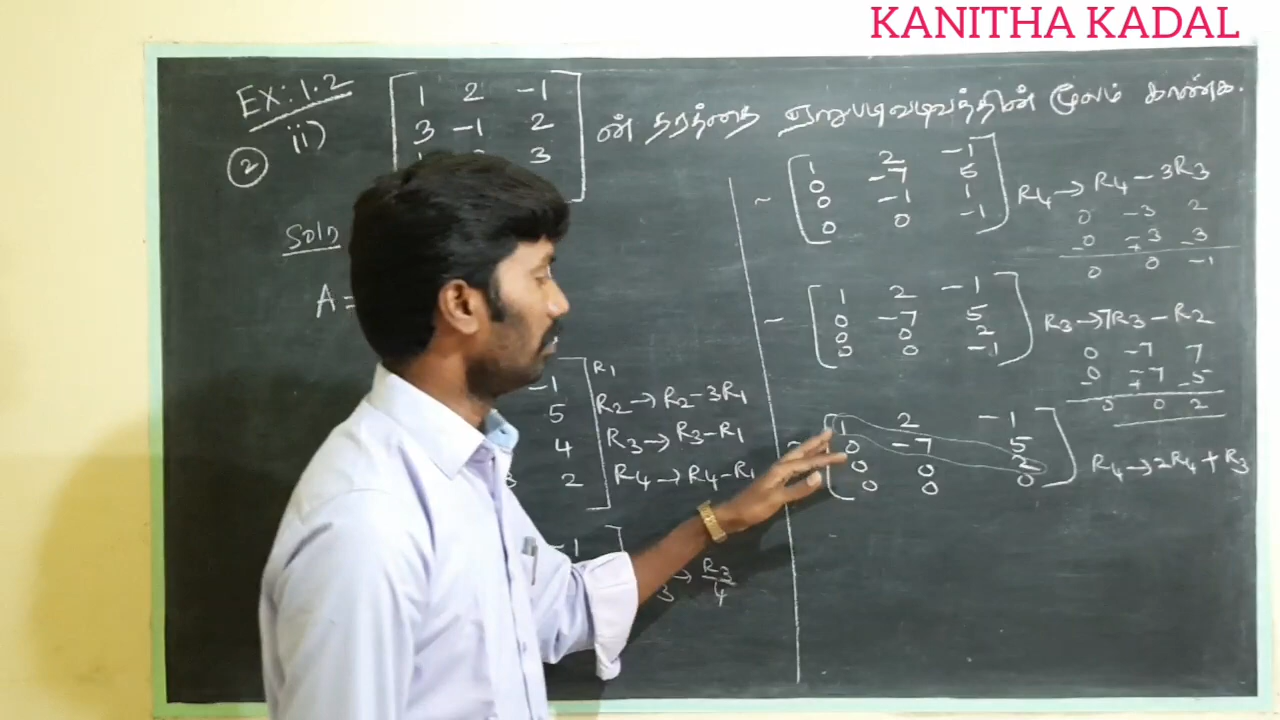 KANITHA KADAL
EX: 1.2
ii)
2
1 2 -1
3 -1 2
3
ன் தரத்தை ஏறுபடிவடிவத்தின் மூலம் காண்க.
Soln
A =
-1 R1
5 R2 → R2 - 3R1
4 R3 → R3 - R1
2 R4 → R4 - R1
-1
3 → R3/4
~ 1 2 -1
0 -7 5
0 -1 1
0 0 -1
R4 → R4 - 3R3
0 -3 2
-0 -3 3
+ -
0 0 -1
~ 1 2 -1
0 -7 5
0 0 2
0 0 -1
R3 → 7R3 - R2
0 -7 7
-0 -7 5
+ -
0 0 2
~ 1 2 -1
0 -7 5
0 0 2
0 0 0
R4 → 2R4 + R3